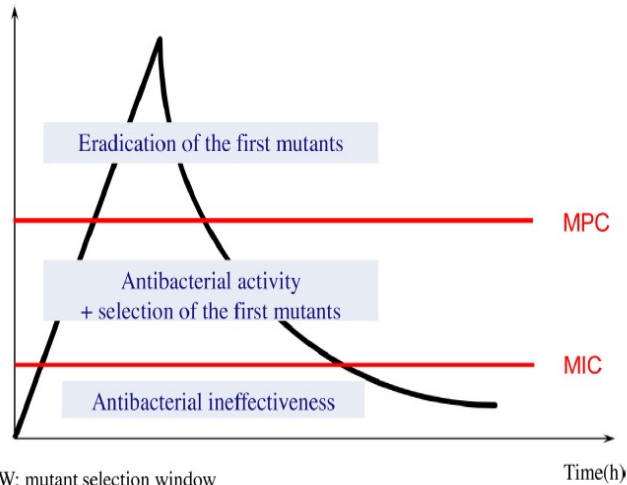 Eradication of the first mutants
MPC
Antibacterial activity
+ selection of the first mutants
MIC
Antibacterial ineffectiveness
Time(h)
W: mutant selection window